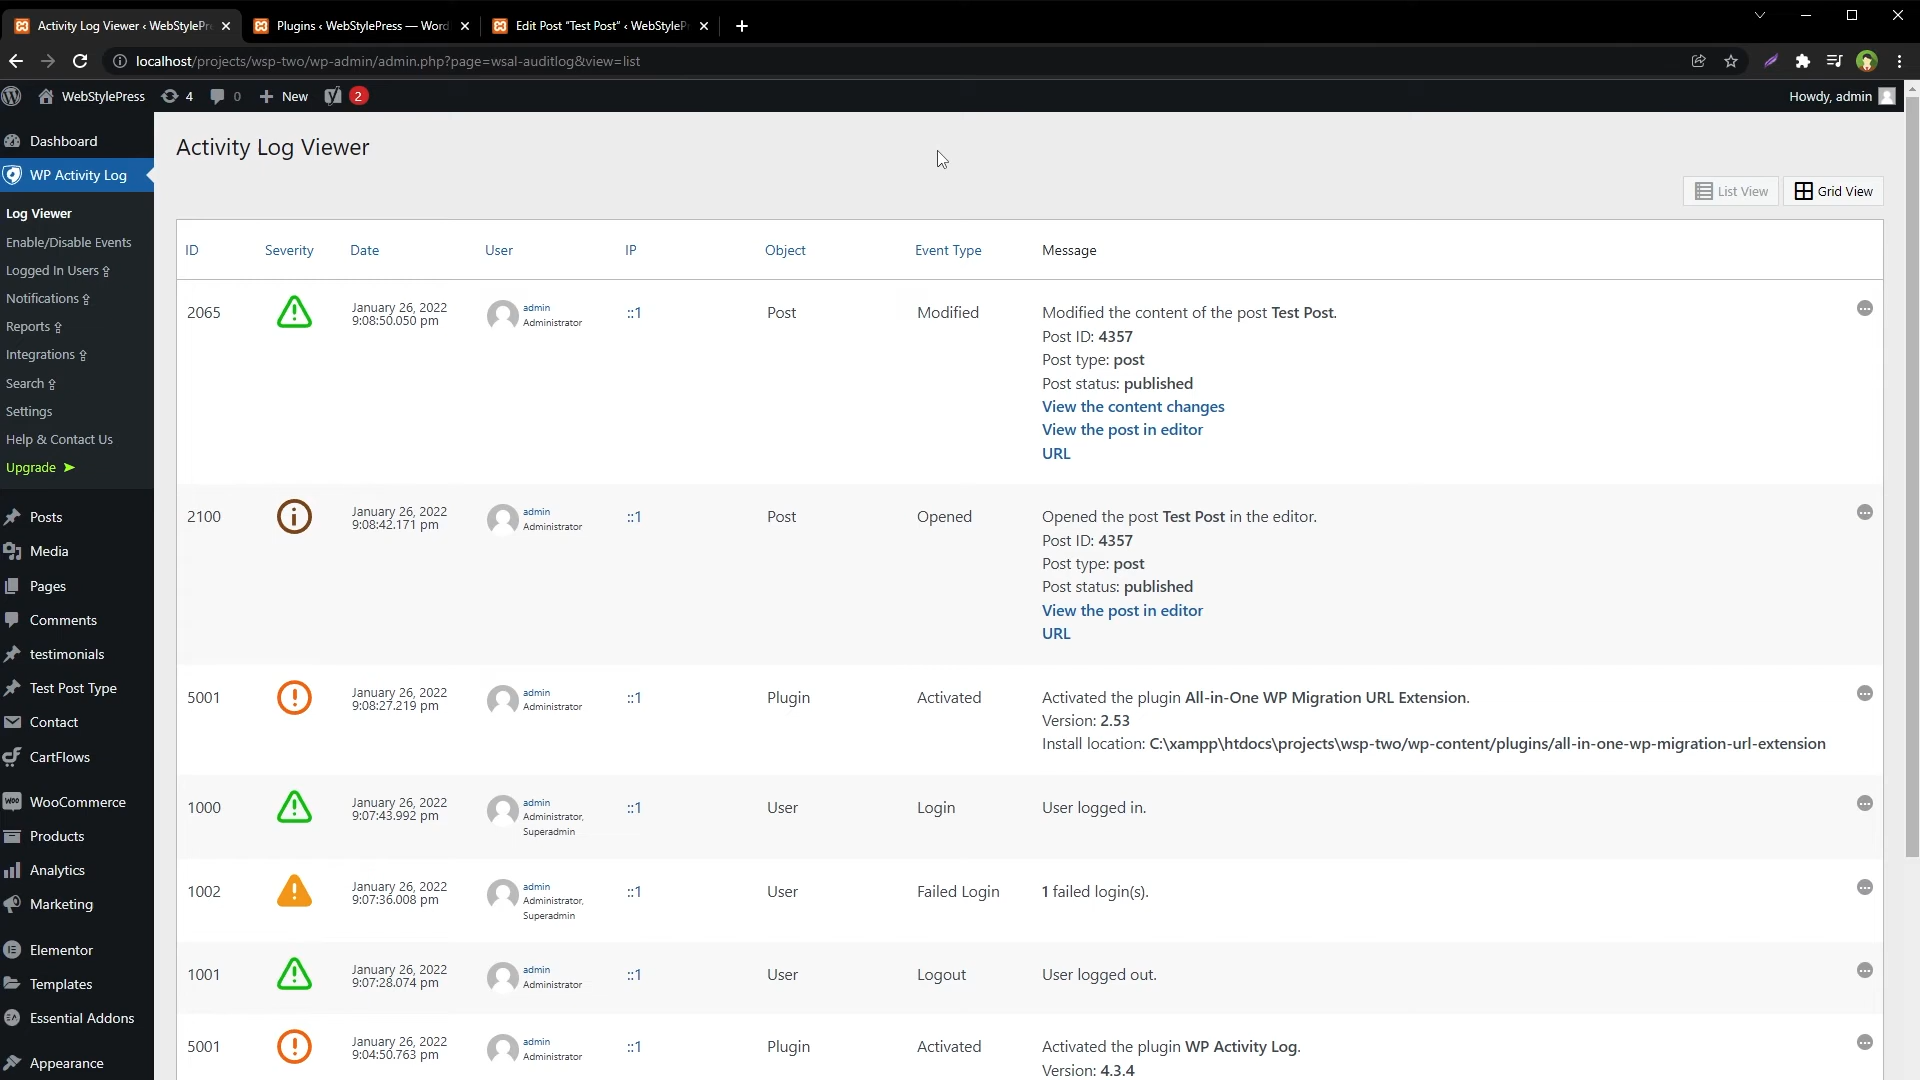 Activity Log Viewer ‹ WebStylePr
Plugins ‹ WebStylePress — Word
Edit Post “Test Post” ‹ WebStyleP
localhost/projects/wsp-two/wp-admin/admin.php?page=wsal-auditlog&view=list
WebStylePress
4
0
New
2
Howdy, admin
Dashboard
WP Activity Log
Log Viewer
Enable/Disable Events
Logged In Users
Notifications
Reports
Integrations
Search
Settings
Help & Contact Us
Upgrade
Posts
Media
Pages
Comments
testimonials
Test Post Type
Contact
CartFlows
WooCommerce
Products
Analytics
Marketing
Elementor
Templates
Essential Addons
Appearance
Activity Log Viewer
List View
Grid View
ID Severity Date User IP Object Event Type Message
2065
January 26, 2022
9:08:50.050 pm
admin
Administrator
::1
Post
Modified
Modified the content of the post Test Post.
Post ID: 4357
Post type: post
Post status: published
View the content changes
View the post in editor
URL
2100
January 26, 2022
9:08:42.171 pm
admin
Administrator
::1
Post
Opened
Opened the post Test Post in the editor.
Post ID: 4357
Post type: post
Post status: published
View the post in editor
URL
5001
January 26, 2022
9:08:27.219 pm
admin
Administrator
::1
Plugin
Activated
Activated the plugin All-in-One WP Migration URL Extension.
Version: 2.53
Install location: C:\xampp\htdocs\projects\wsp-two/wp-content/plugins/all-in-one-wp-migration-url-extension
1000
January 26, 2022
9:07:43.992 pm
admin
Administrator,
Superadmin
::1
User
Login
User logged in.
1002
January 26, 2022
9:07:36.008 pm
admin
Administrator,
Superadmin
::1
User
Failed Login
1 failed login(s).
1001
January 26, 2022
9:07:28.074 pm
admin
Administrator
::1
User
Logout
User logged out.
5001
January 26, 2022
9:04:50.763 pm
admin
Administrator
::1
Plugin
Activated
Activated the plugin WP Activity Log.
Version: 4.3.4